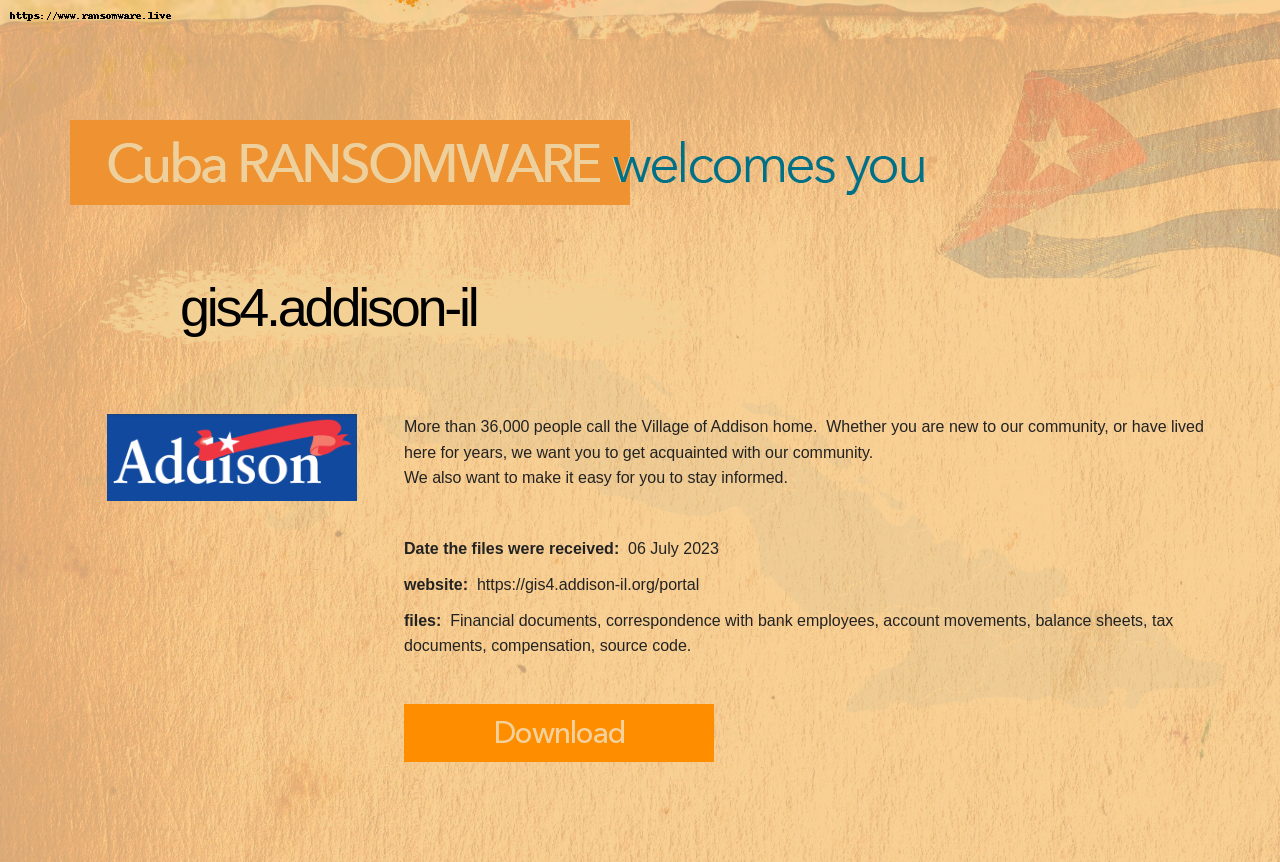 https://www.ransomware.live
Cuba RANSOMWARE welcomes you
gis4.addison-il
Addison
More than 36,000 people call the Village of Addison home.  Whether you are new to our community, or have lived
here for years, we want you to get acquainted with our community.
We also want to make it easy for you to stay informed.
Date the files were received:  06 July 2023
website:  https://gis4.addison-il.org/portal
files:  Financial documents, correspondence with bank employees, account movements, balance sheets, tax
documents, compensation, source code.
Download